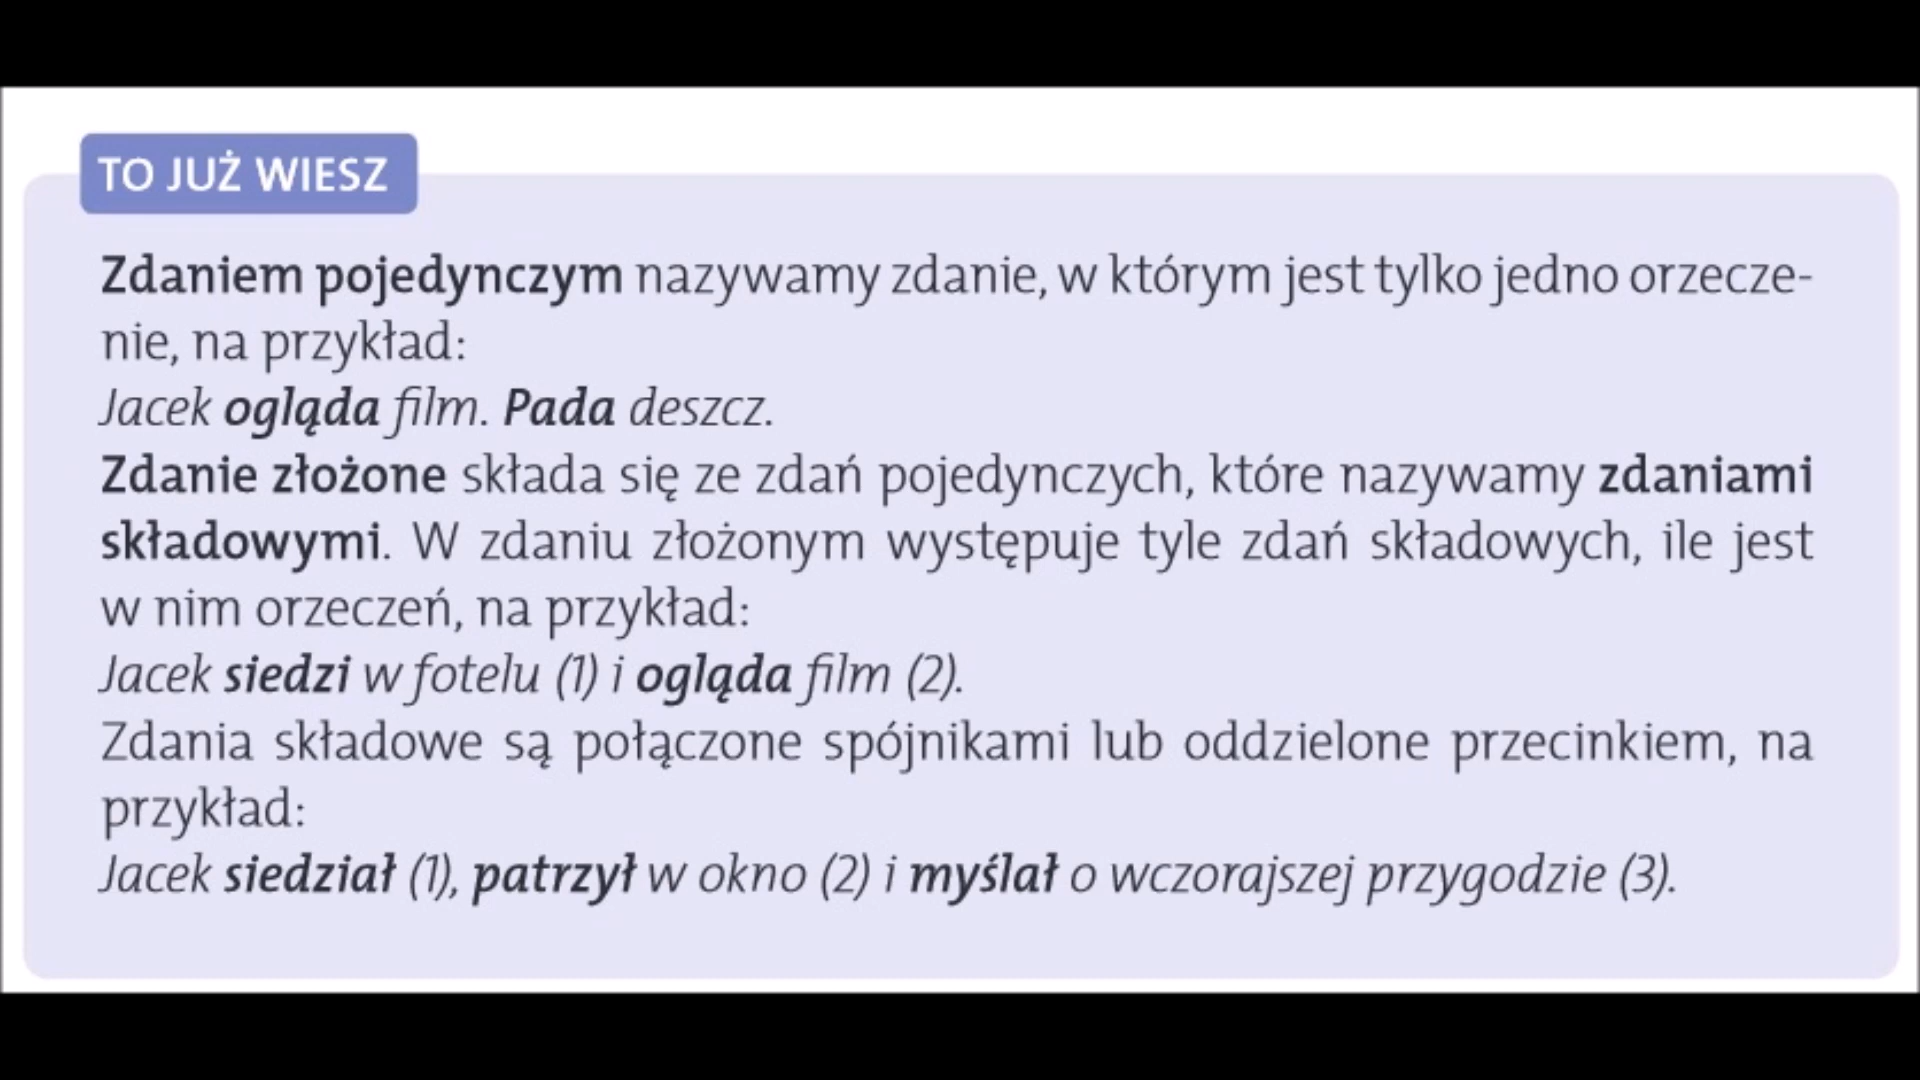 TO JUŻ WIESZ
Zdaniem pojedynczym nazywamy zdanie, w którym jest tylko jedno orzecze-
nie, na przykład:
Jacek ogląda film. Pada deszcz.
Zdanie złożone składa się ze zdań pojedynczych, które nazywamy zdaniami
składowymi. W zdaniu złożonym występuje tyle zdań składowych, ile jest
w nim orzeczeń, na przykład:
Jacek siedzi w fotelu (1) i ogląda film (2).
Zdania składowe są połączone spójnikami lub oddzielone przecinkiem, na
przykład:
Jacek siedział (1), patrzył w okno (2) i myślał o wczorajszej przygodzie (3).